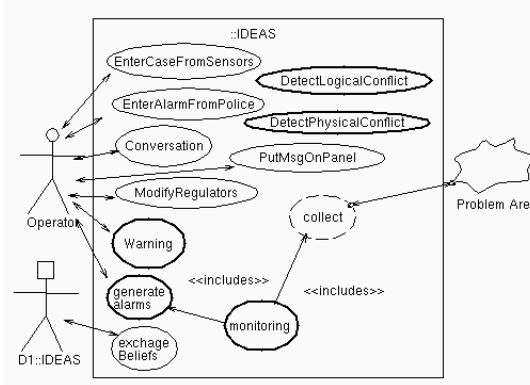 ::IDEAS
EnterCaseFromSensors
DetectLogicalConflict
EnterAlarmFromPolice
DetectPhysicalConflict
Conversation
PutMsgOnPanel
ModifyRegulators
collect
Problem Are
Operator
Warning
<<includes>>
<<includes>>
generate
alarms
monitoring
exchage
Beliefs
D1::IDEAS